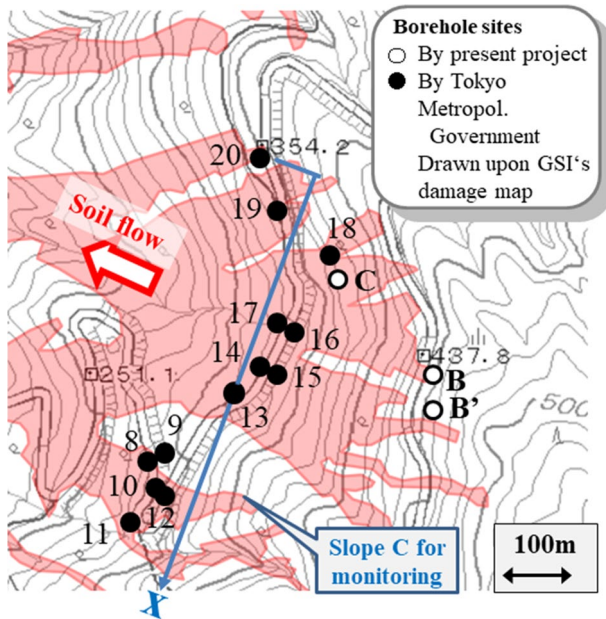 Borehole sites
By present project
By Tokyo
Metropol.
Government
Drawn upon GSI‘s
damage map
354.2
20
19
18
Soil flow
C
17
16
14
437.8
251.1
15
B
B’
13
500
9
8
10
12
11
Slope C for
monitoring
100m
X